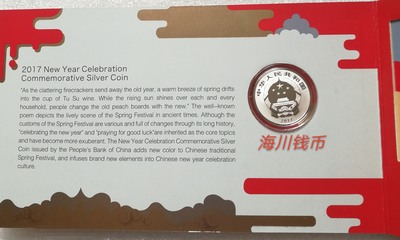 2017 New Year Celebration
Commemorative Silver Coin
"As the clattering firecrackers send away the old year, a warm breeze of spring drifts
into the cup of Tu Su wine. While the rising sun shines over each and every
household, people change old peach boards with the new." The well-known
poem depicts the lively scene of the Spring Festival in ancient times. Although the
customs of the Spring Festival are various and full of changes through its long history,
"celebrating the new year" and "praying for good luck"are inherited as the core topics
and have become more exuberant. The New Year Celebration Commemorative Silver
Coin issued by the People's Bank of China adds new color to Chinese traditional
Spring Festival, and infuses brand new elements into Chinese new year celebration
culture.
中华人民共和国
2017
海川钱币